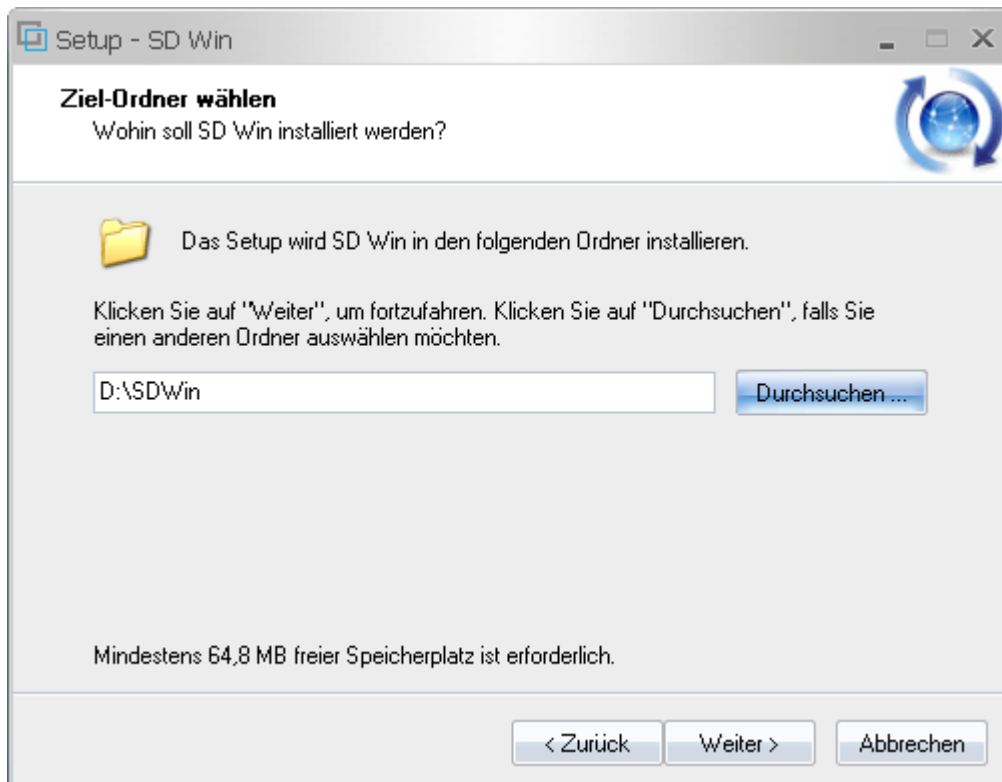 Setup - SD Win
Ziel-Ordner wählen
Wohin soll SD Win installiert werden?
Das Setup wird SD Win in den folgenden Ordner installieren.
Klicken Sie auf "Weiter", um fortzufahren. Klicken Sie auf "Durchsuchen", falls Sie
einen anderen Ordner auswählen möchten.
D:\SDWin
Durchsuchen ...
Mindestens 64,8 MB freier Speicherplatz ist erforderlich.
< Zurück
Weiter >
Abbrechen